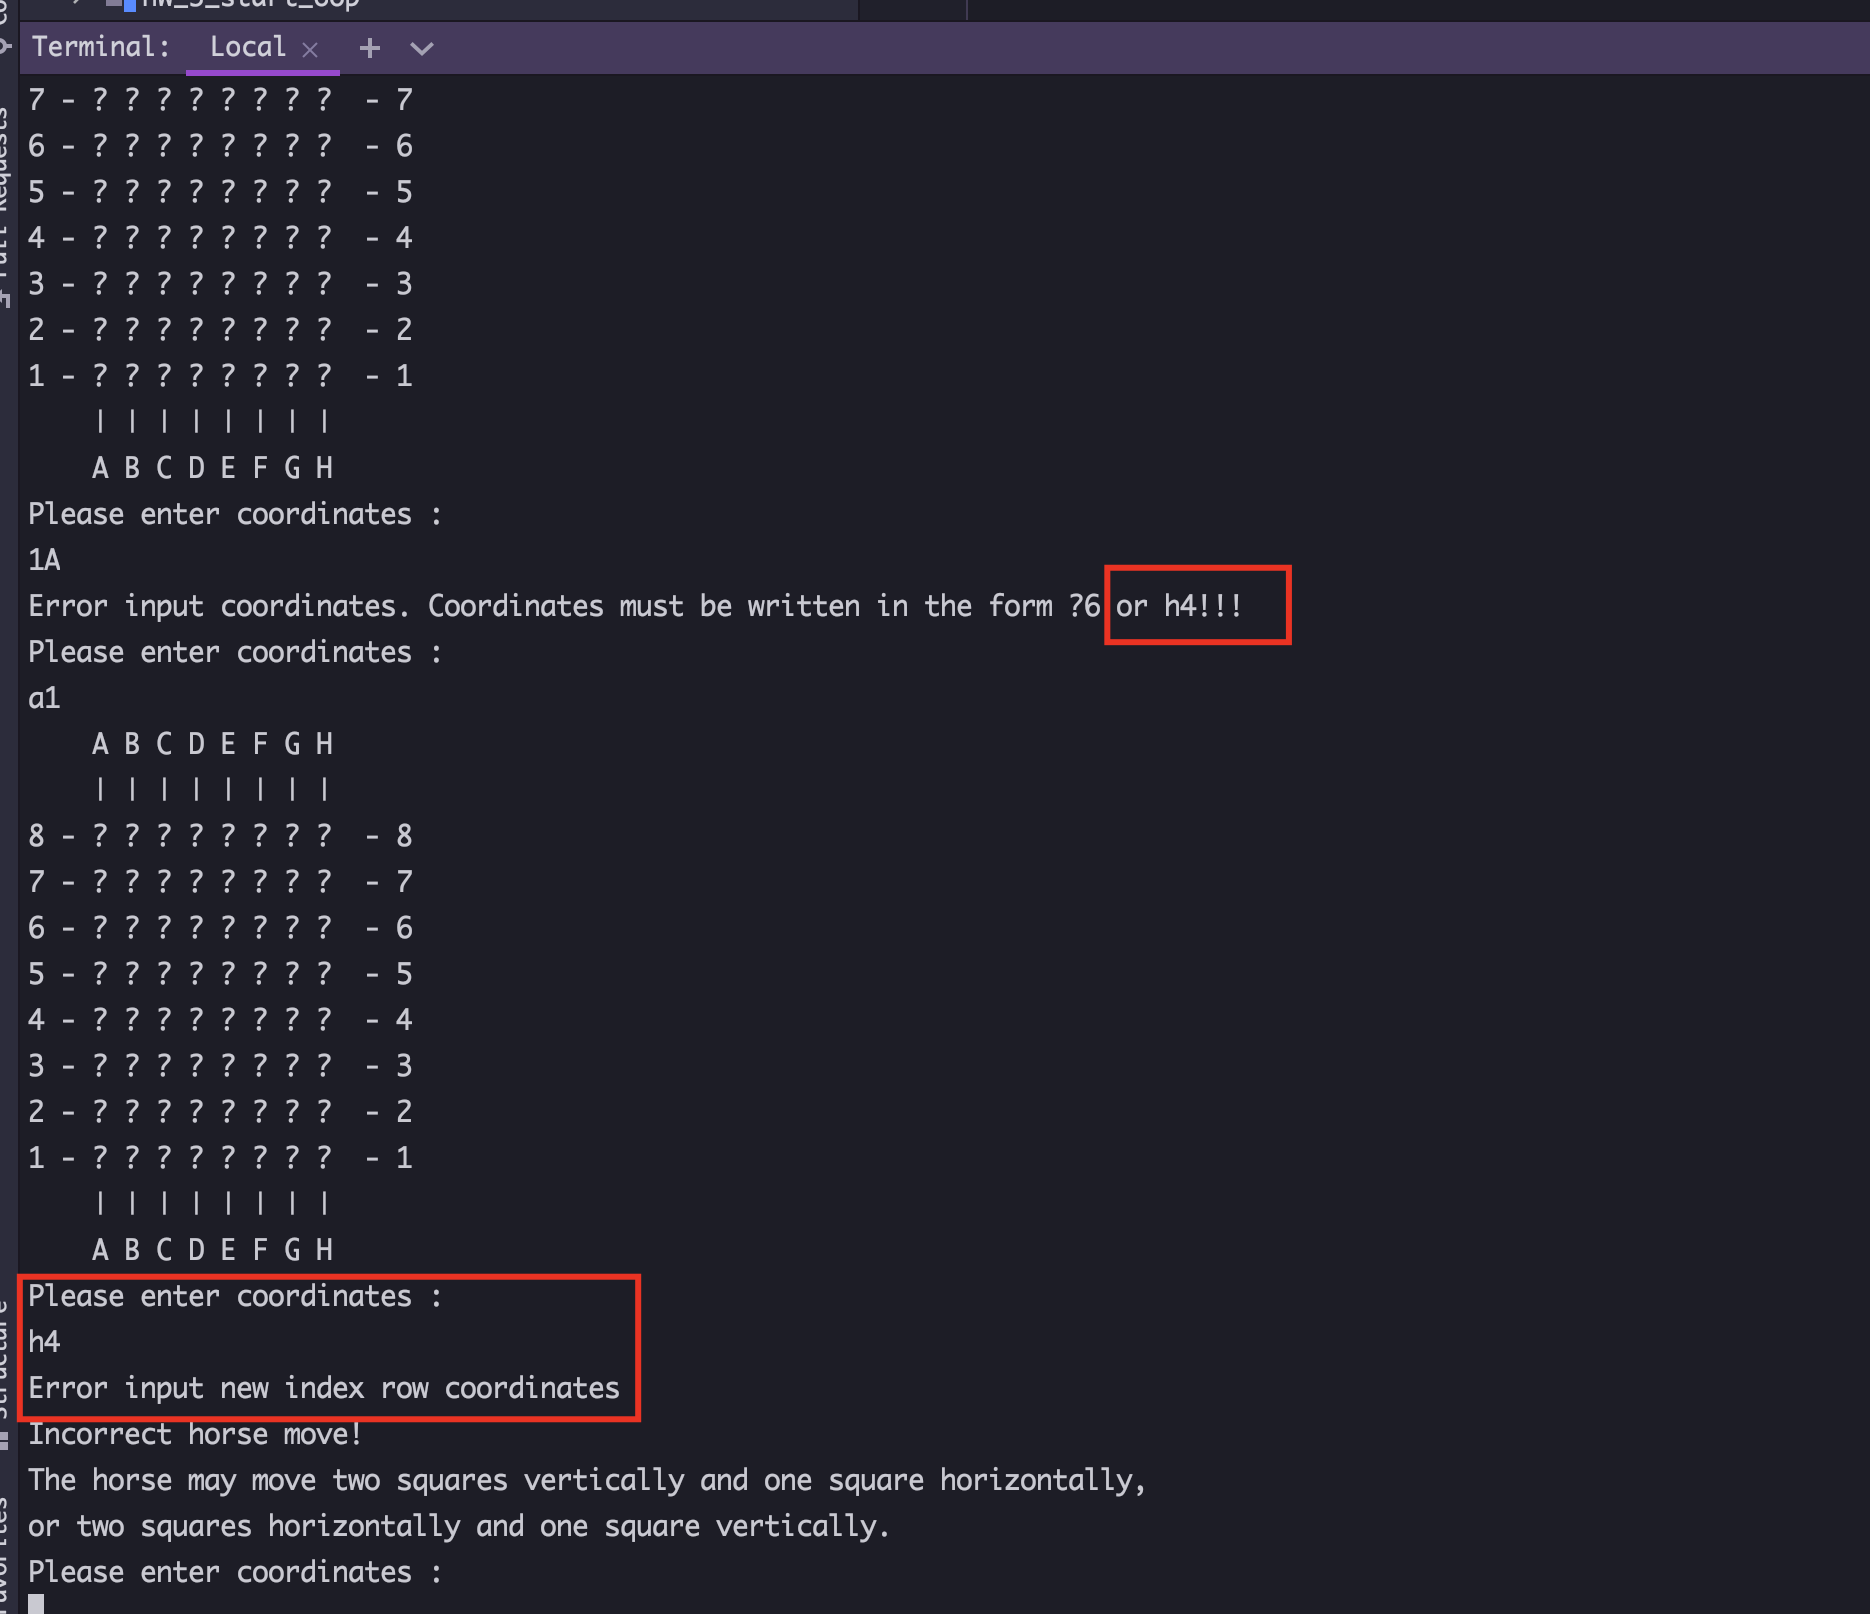 Terminal: Local × +
7 - ? ? ? ? ? ? ? ?  - 7
6 - ? ? ? ? ? ? ? ?  - 6
5 - ? ? ? ? ? ? ? ?  - 5
4 - ? ? ? ? ? ? ? ?  - 4
3 - ? ? ? ? ? ? ? ?  - 3
2 - ? ? ? ? ? ? ? ?  - 2
1 - ? ? ? ? ? ? ? ?  - 1
| | | | | | | |
A B C D E F G H
Please enter coordinates :
1A
Error input coordinates. Coordinates must be written in the form ?6 or h4!!!
Please enter coordinates :
a1
A B C D E F G H
| | | | | | | |
8 - ? ? ? ? ? ? ? ?  - 8
7 - ? ? ? ? ? ? ? ?  - 7
6 - ? ? ? ? ? ? ? ?  - 6
5 - ? ? ? ? ? ? ? ?  - 5
4 - ? ? ? ? ? ? ? ?  - 4
3 - ? ? ? ? ? ? ? ?  - 3
2 - ? ? ? ? ? ? ? ?  - 2
1 - ? ? ? ? ? ? ? ?  - 1
| | | | | | | |
A B C D E F G H
Please enter coordinates :
h4
Error input new index row coordinates
Incorrect horse move!
The horse may move two squares vertically and one square horizontally,
or two squares horizontally and one square vertically.
Please enter coordinates :
Pull Requests
Structure
Favorites